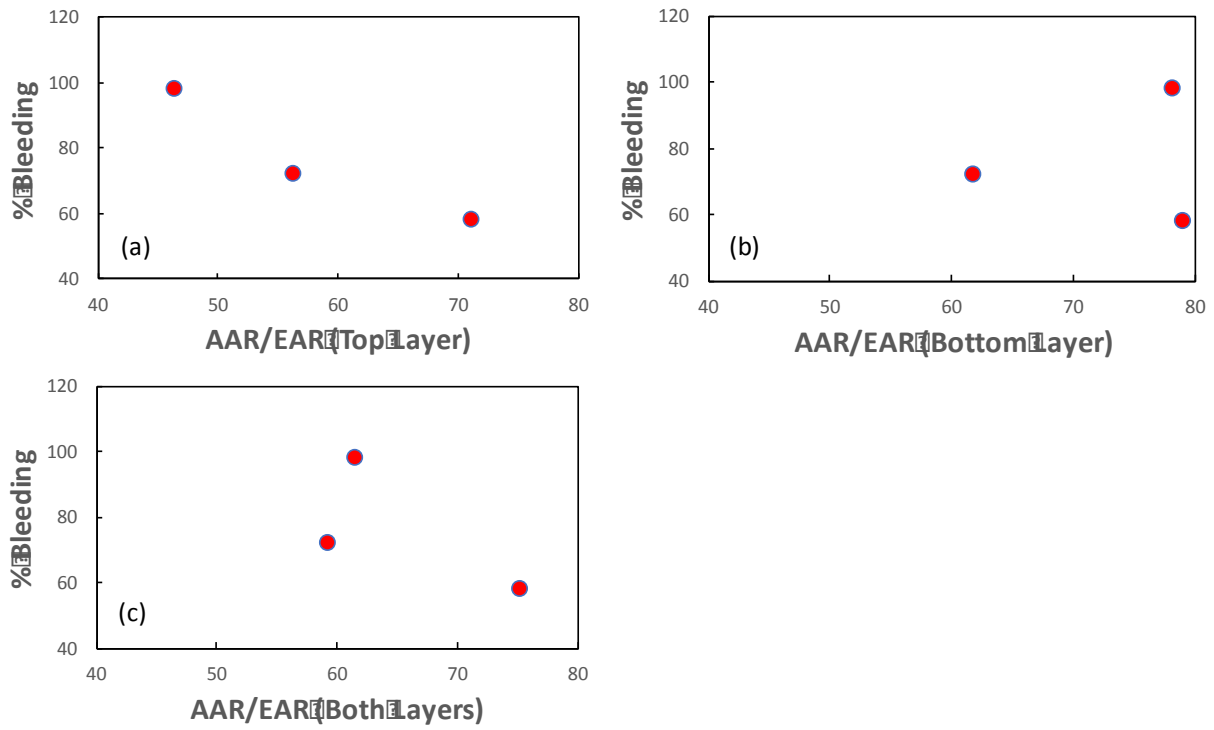 120
100
80
60
40
% Bleeding
(a)
40 50 60 70 80
AAR/EAR (Top Layer)
120
100
80
60
40
% Bleeding
(b)
40 50 60 70 80
AAR/EAR (Bottom Layer)
120
100
80
60
40
% Bleeding
(c)
40 50 60 70 80
AAR/EAR (Both Layers)